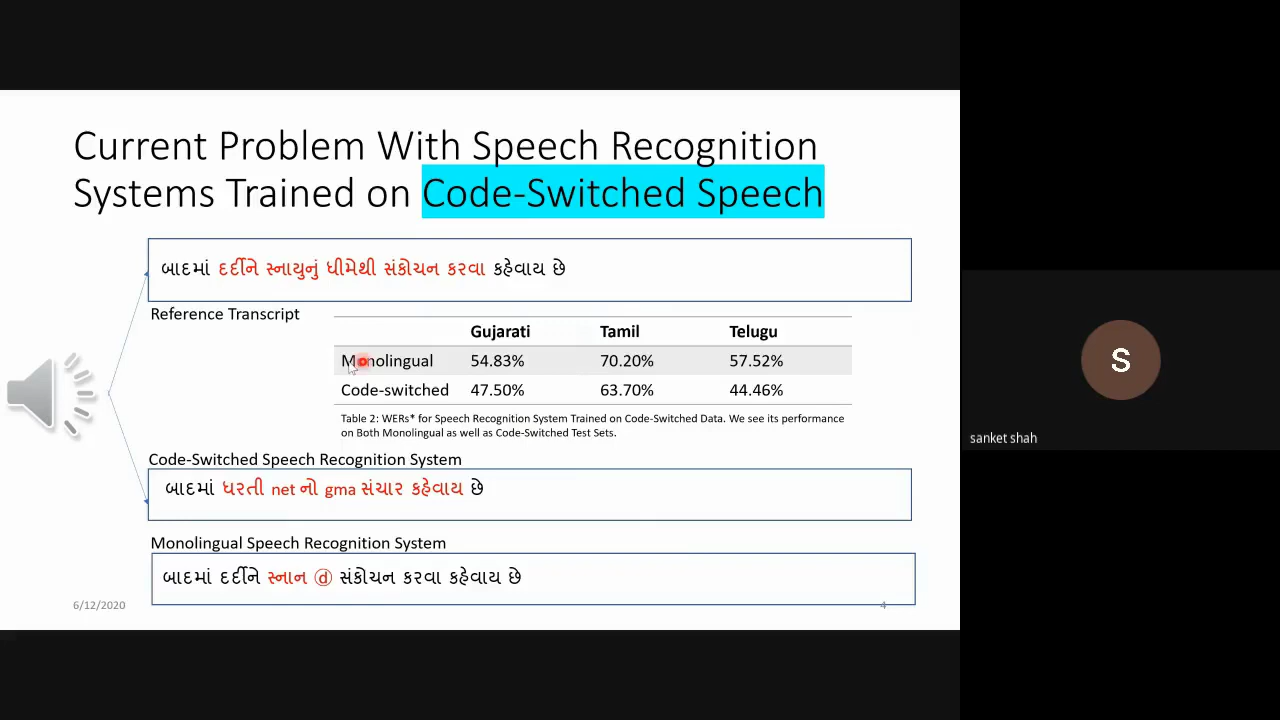 Current Problem With Speech Recognition
Systems Trained on Code-Switched Speech
બાદમાં દર્દીને સ્નાયુનું ધીમેથી સંકોચન કરવા કહેવાય છે
Reference Transcript
Gujarati Tamil Telugu
Monolingual 54.83% 70.20% 57.52%
Code-switched 47.50% 63.70% 44.46%
Table 2: WERs* for Speech Recognition System Trained on Code-Switched Data. We see its performance
on Both Monolingual as well as Code-Switched Test Sets.
Code-Switched Speech Recognition System
બાદમાં ધરતી net નો gma સંચાર કહેવાય છે
Monolingual Speech Recognition System
બાદમાં દર્દીને સ્નાન ⓓ સંકોચન કરવા કહેવાય છે
6/12/2020
4
S
sanket shah